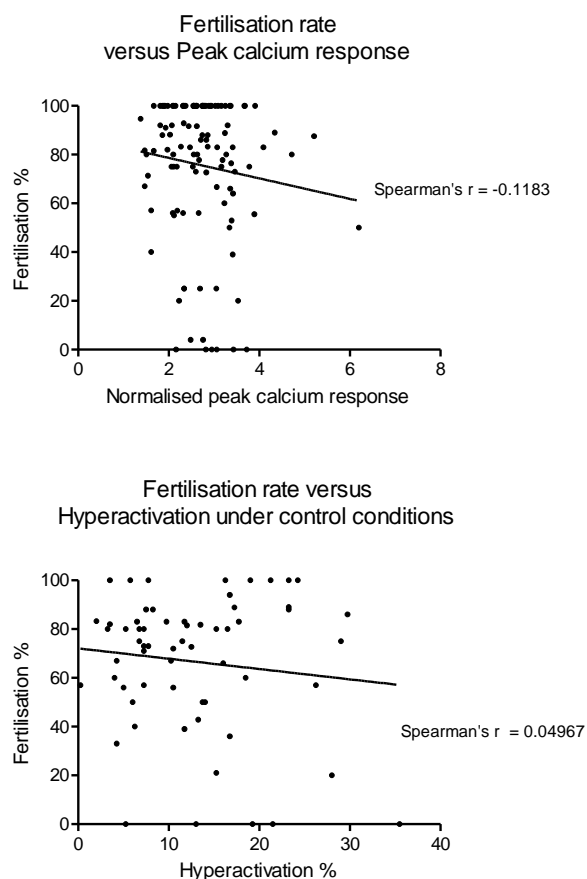 Fertilisation rate
versus Peak calcium response
Fertilisation %
100
80
60
40
20
0
Spearman's r = -0.1183
0 2 4 6 8
Normalised peak calcium response
Fertilisation rate versus
Hyperactivation under control conditions
Fertilisation %
100
80
60
40
20
0
Spearman's r = 0.04967
0 10 20 30 40
Hyperactivation %